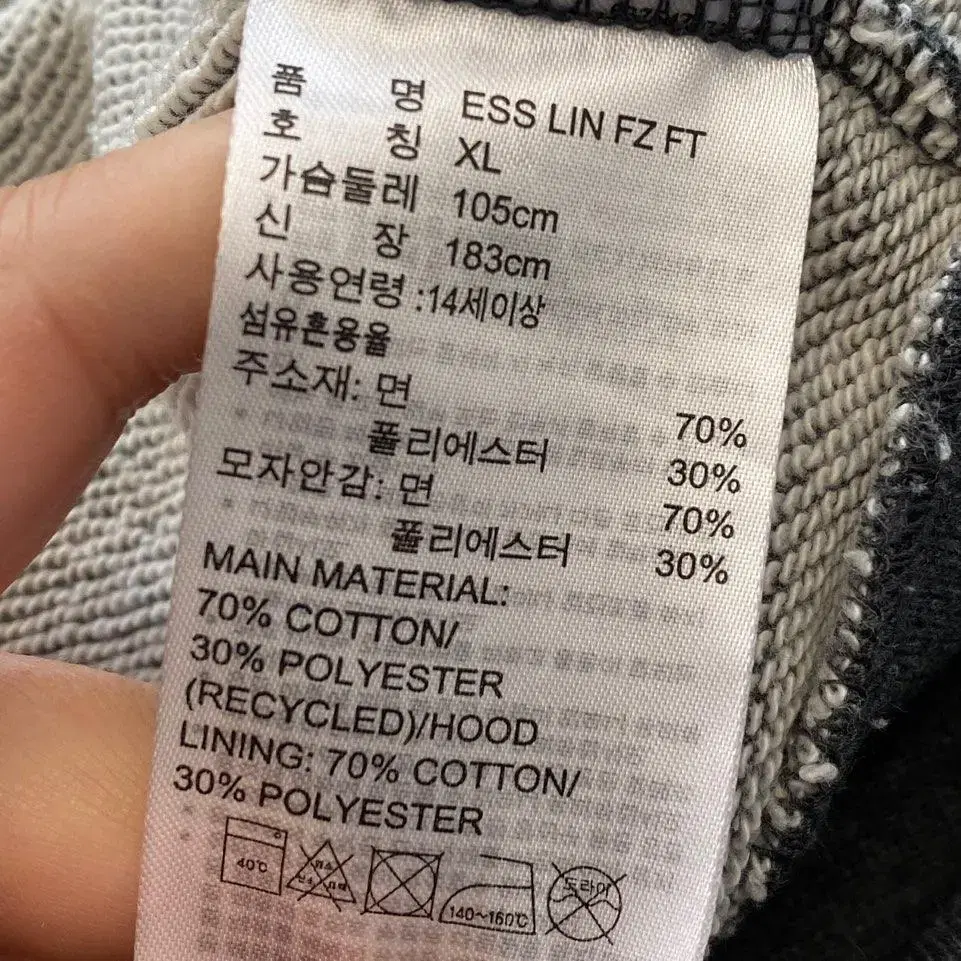 품 명 ESS LIN FZ FT
호 칭 XL
가슴둘레 105cm
신 장 183cm
사용연령 :14세이상
섬유혼용율
주소재: 면 70%
폴리에스터 30%
모자안감: 면 70%
폴리에스터 30%
MAIN MATERIAL:
70% COTTON/
30% POLYESTER
(RECYCLED)/HOOD
LINING: 70% COTTON/
30% POLYESTER
40℃ 140~160℃ 드라이